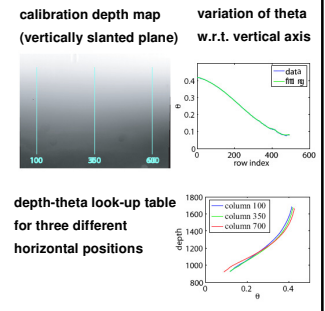 calibration depth map
(vertically slanted plane)
100
350
600
variation of theta
w.r.t. vertical axis
data
fitting
0.5
0.4
0.3
0.2
0.1
0
θ
0
200
400
600
row index
depth-theta look-up table
for three different
horizontal positions
1800
1600
1400
1200
1000
800
depth
column 100
column 350
column 700
0
0.2
0.4
θ